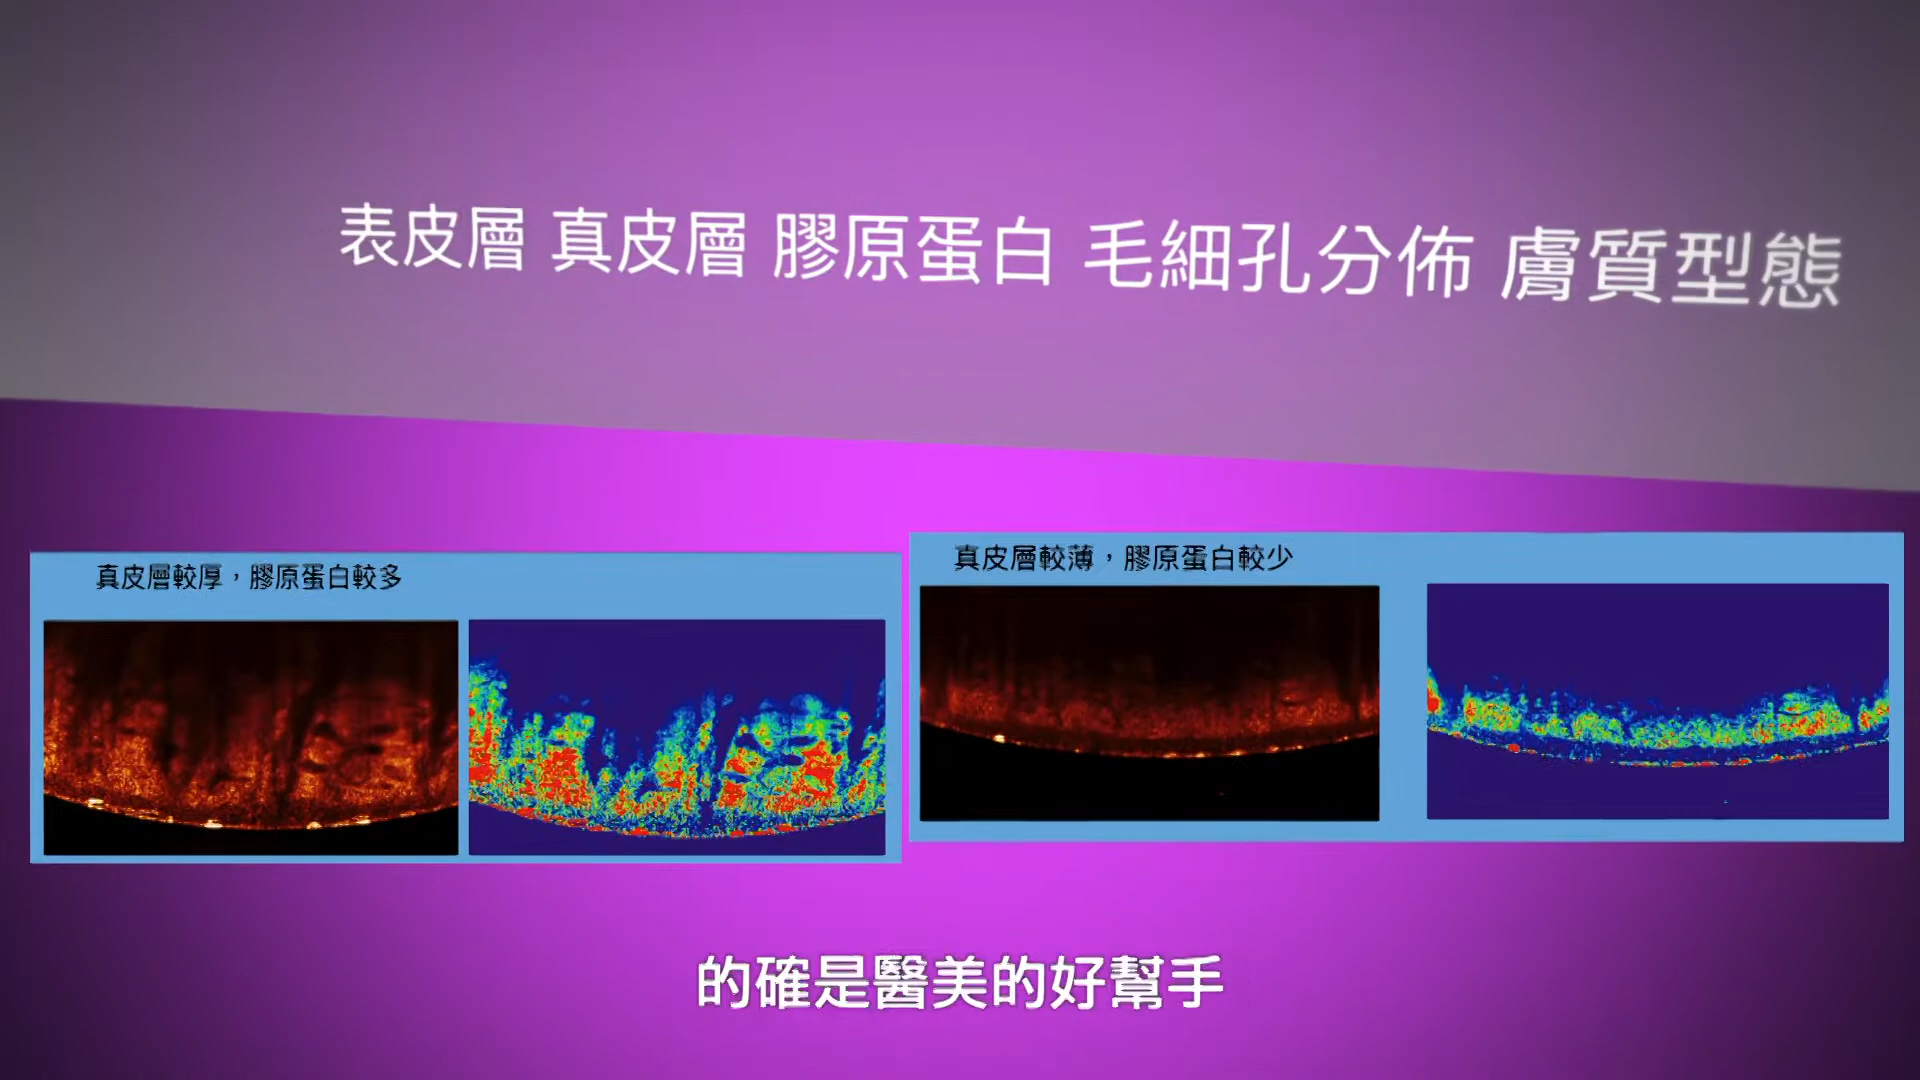 表皮層 真皮層 膠原蛋白 毛細孔分佈 膚質型態
真皮層較厚，膠原蛋白較多
真皮層較薄，膠原蛋白較少
的確是醫美的好幫手